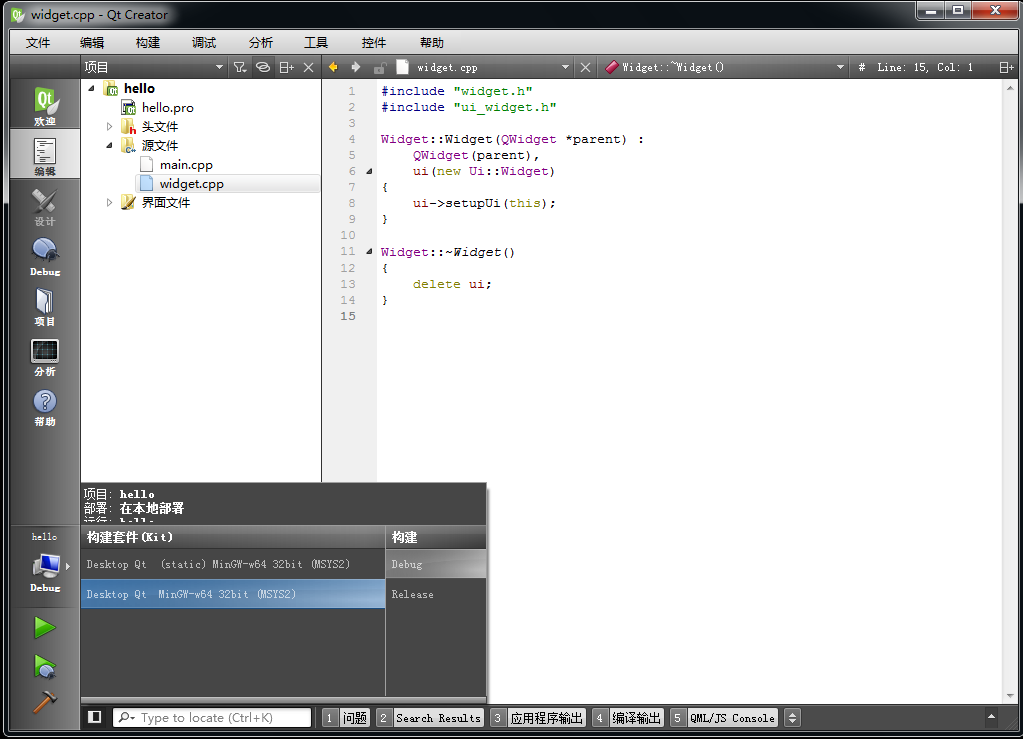 widget.cpp - Qt Creator
文件 编辑 构建 调试 分析 工具 控件 帮助
项目 widget.cpp Widget::~Widget() # Line: 15, Col: 1
欢迎
编辑
设计
Debug
项目
分析
帮助
hello
hello.pro
头文件
源文件
main.cpp
widget.cpp
界面文件
1 #include "widget.h"
2 #include "ui_widget.h"
3
4 Widget::Widget(QWidget *parent) :
5 QWidget(parent),
6 ui(new Ui::Widget)
7 {
8 ui->setupUi(this);
9 }
10
11 Widget::~Widget()
12 {
13 delete ui;
14 }
15
项目: hello
部署: 在本地部署
运行: hello
构建套件(Kit) 构建
Desktop Qt (static) MinGW-w64 32bit (MSYS2) Debug
Desktop Qt MinGW-w64 32bit (MSYS2) Release
hello
Debug
Type to locate (Ctrl+K) 1 问题 2 Search Results 3 应用程序输出 4 编译输出 5 QML/JS Console